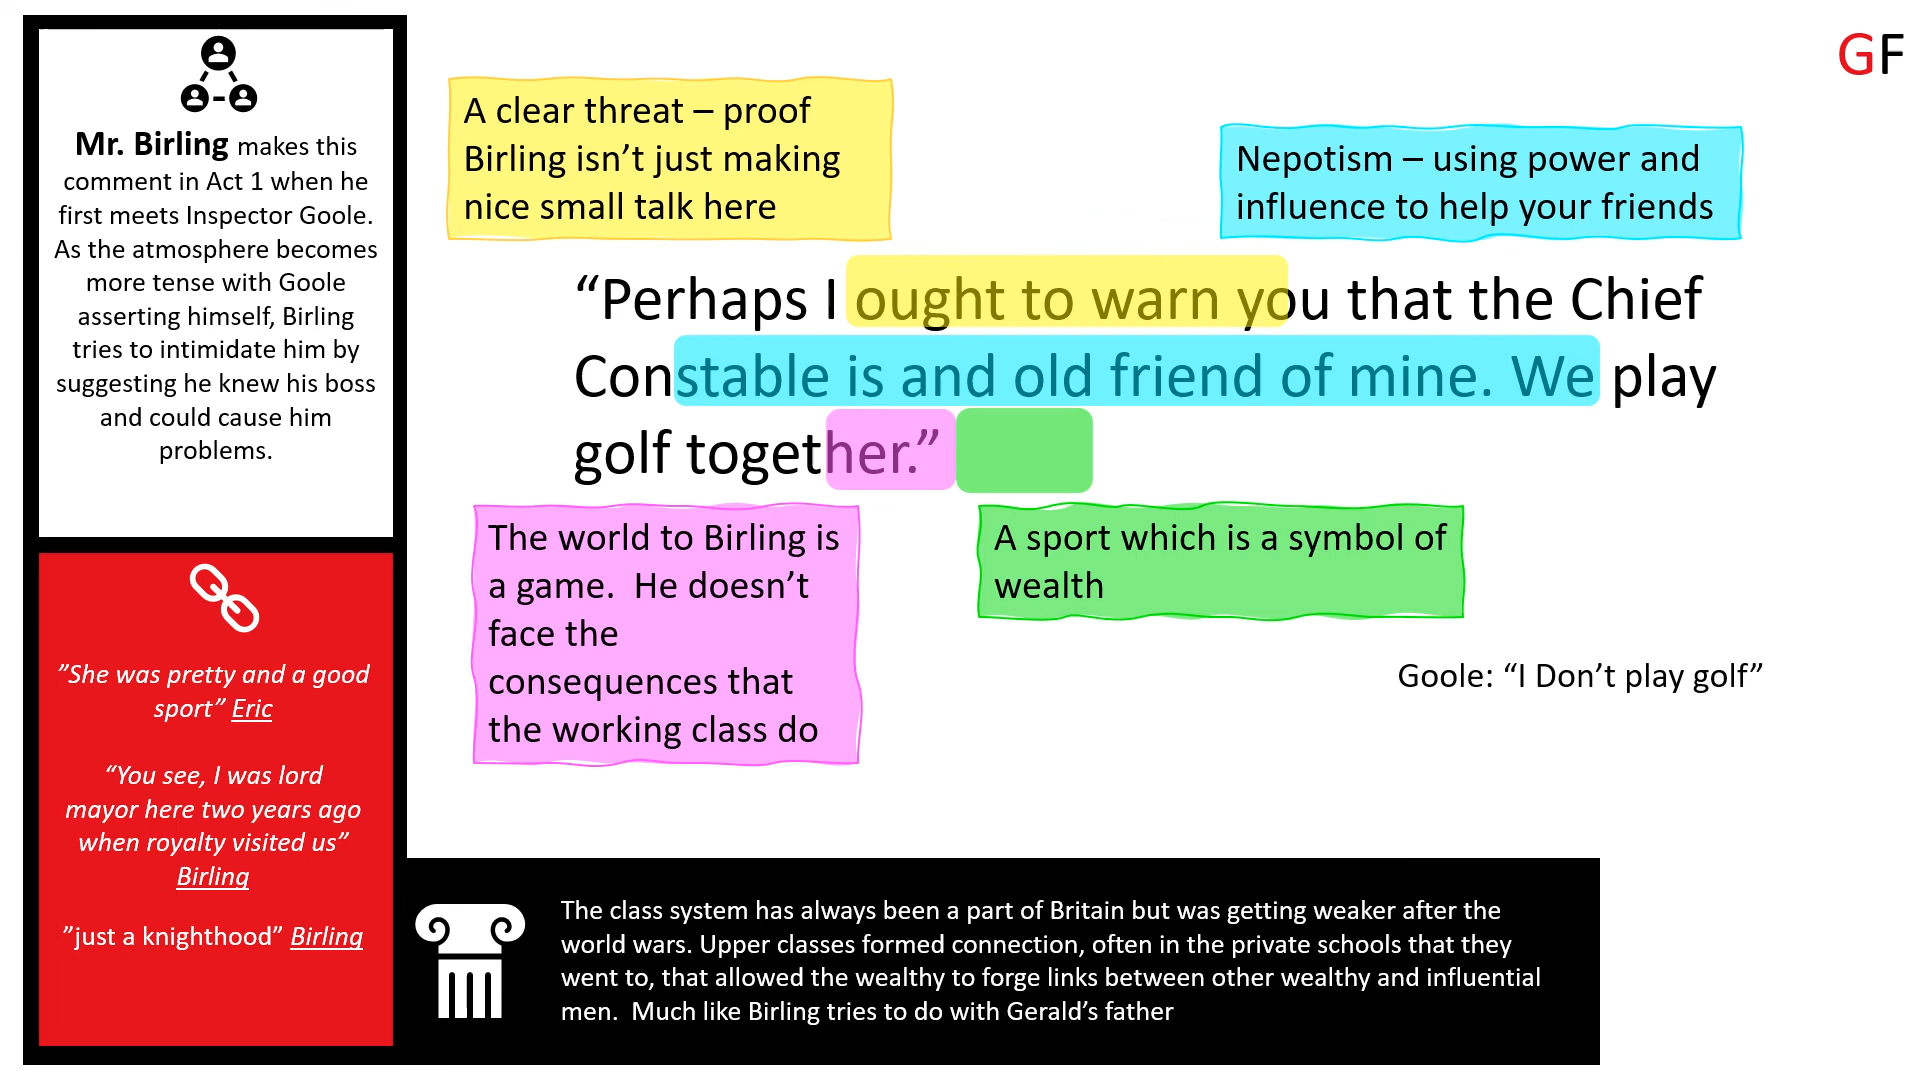 GF
Mr. Birling makes this
comment in Act 1 when he
first meets Inspector Goole.
As the atmosphere becomes
more tense with Goole
asserting himself, Birling
tries to intimidate him by
suggesting he knew his boss
and could cause him
problems.
”She was pretty and a good
sport” Eric
“You see, I was lord
mayor here two years ago
when royalty visited us”
Birling
”just a knighthood” Birling
A clear threat – proof
Birling isn’t just making
nice small talk here
Nepotism – using power and
influence to help your friends
“Perhaps I ought to warn you that the Chief
Constable is and old friend of mine. We play
golf together.”
The world to Birling is
a game.  He doesn’t
face the
consequences that
the working class do
A sport which is a symbol of
wealth
Goole: “I Don’t play golf”
The class system has always been a part of Britain but was getting weaker after the
world wars. Upper classes formed connection, often in the private schools that they
went to, that allowed the wealthy to forge links between other wealthy and influential
men.  Much like Birling tries to do with Gerald’s father